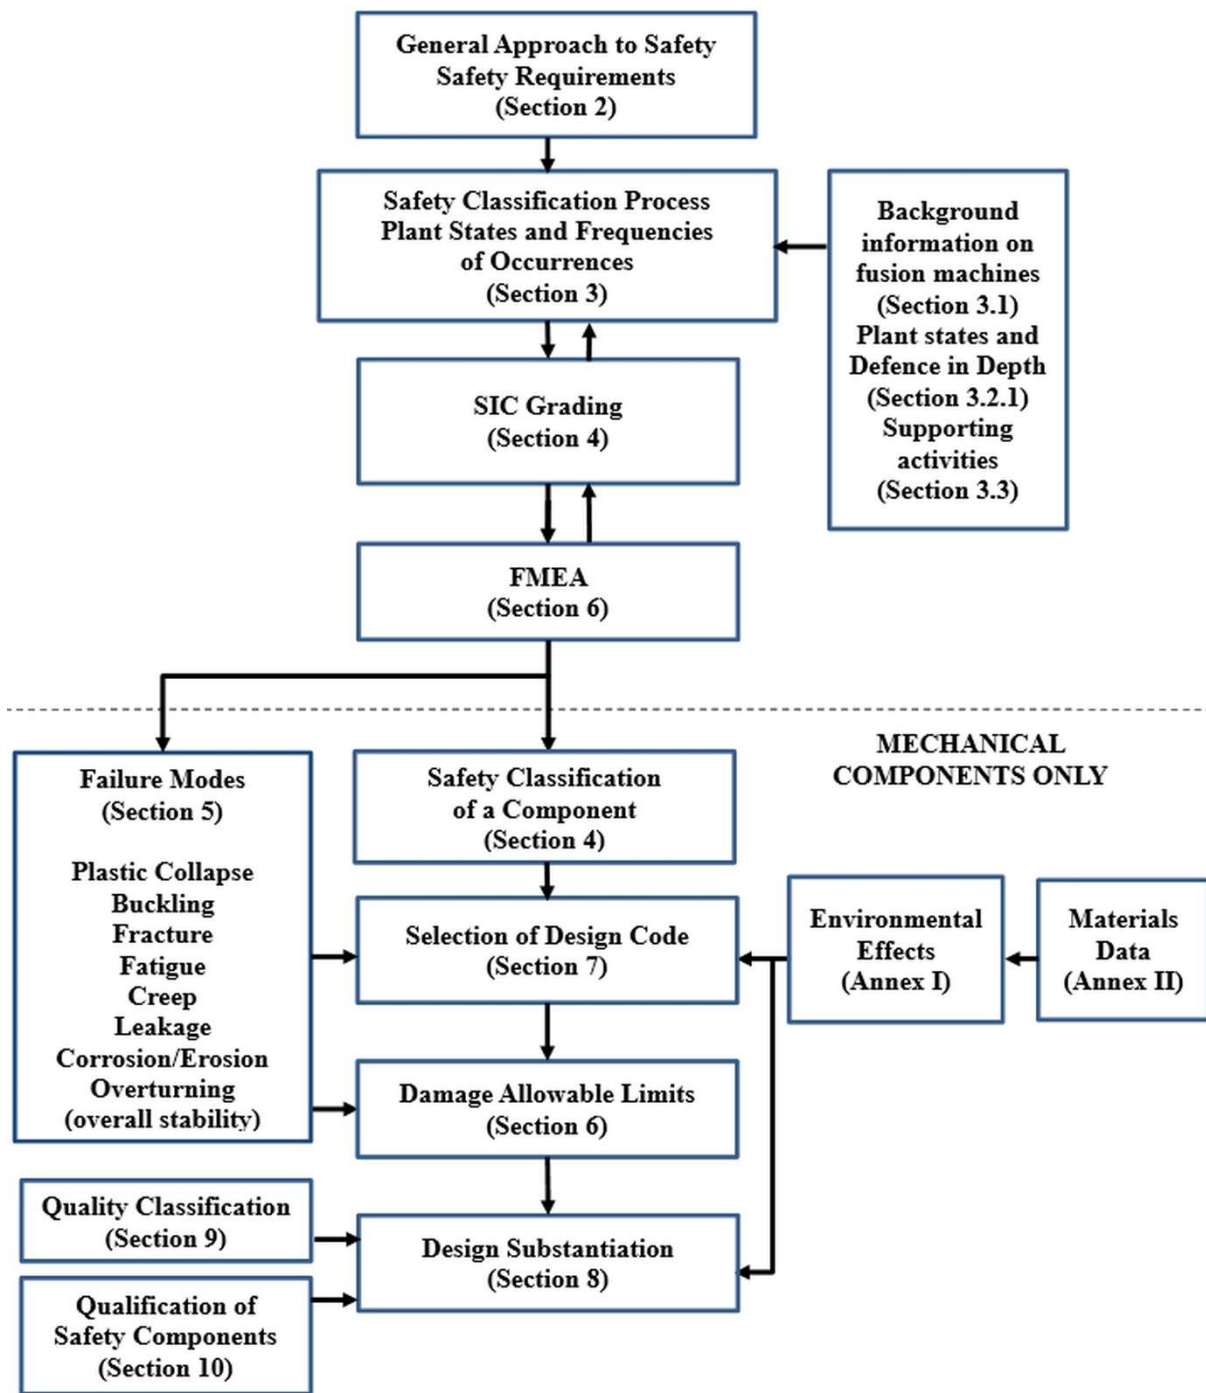 General Approach to Safety
Safety Requirements
(Section 2)
Safety Classification Process
Plant States and Frequencies
of Occurrences
(Section 3)
Background
information on
fusion machines
(Section 3.1)
Plant states and
Defence in Depth
(Section 3.2.1)
Supporting
activities
(Section 3.3)
SIC Grading
(Section 4)
FMEA
(Section 6)
MECHANICAL
COMPONENTS ONLY
Failure Modes
(Section 5)
Plastic Collapse
Buckling
Fracture
Fatigue
Creep
Leakage
Corrosion/Erosion
Overturning
(overall stability)
Safety Classification
of a Component
(Section 4)
Selection of Design Code
(Section 7)
Environmental
Effects
(Annex I)
Materials
Data
(Annex II)
Damage Allowable Limits
(Section 6)
Quality Classification
(Section 9)
Design Substantiation
(Section 8)
Qualification of
Safety Components
(Section 10)